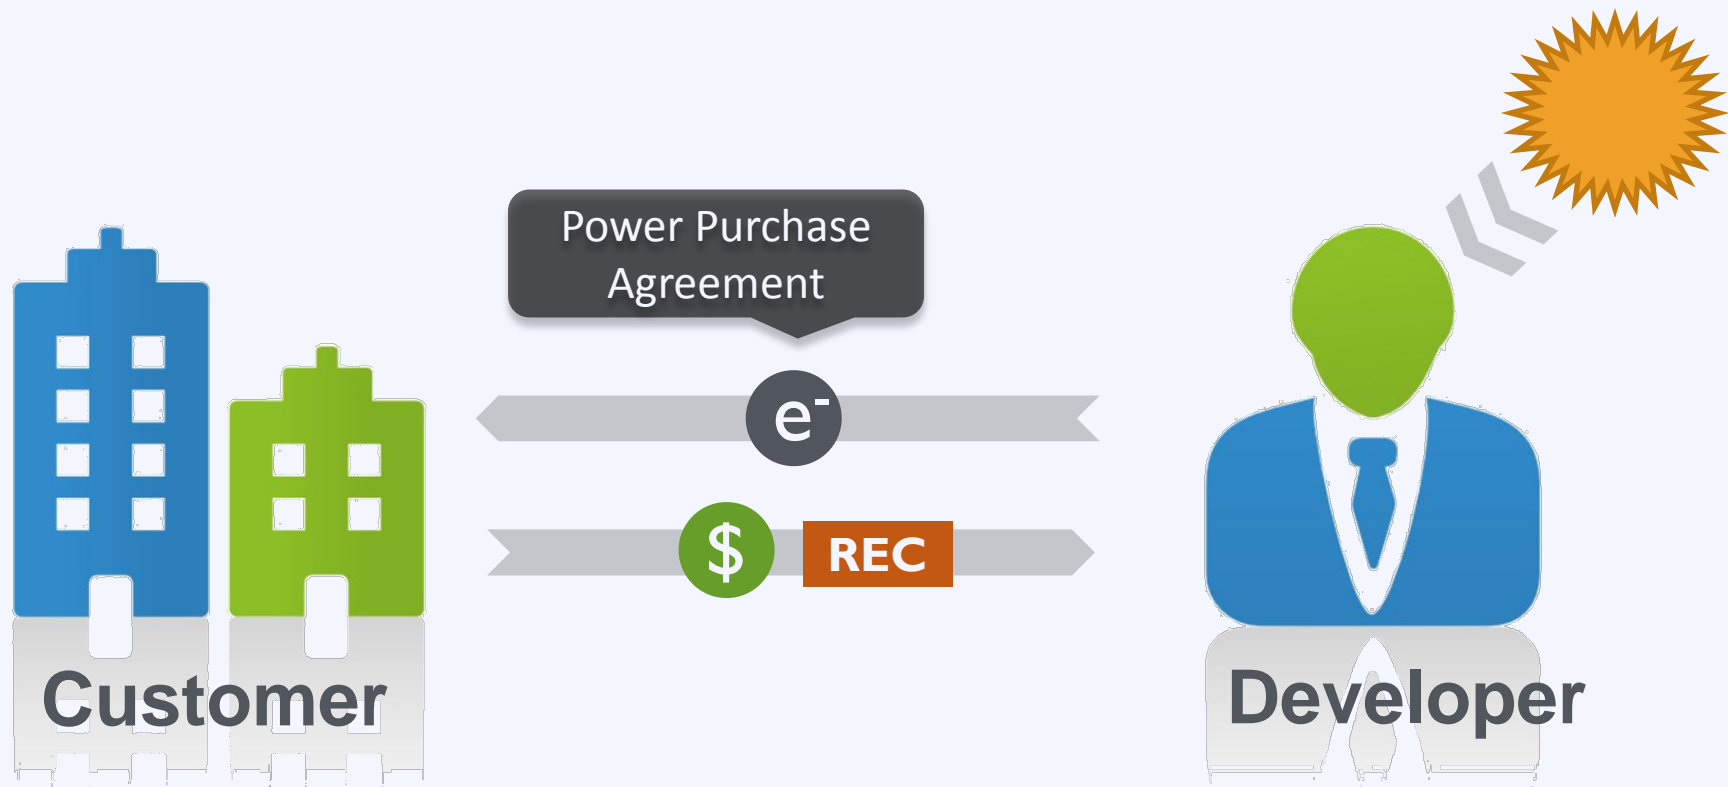 Power Purchase
Agreement
e⁻
$
REC
Customer
Developer